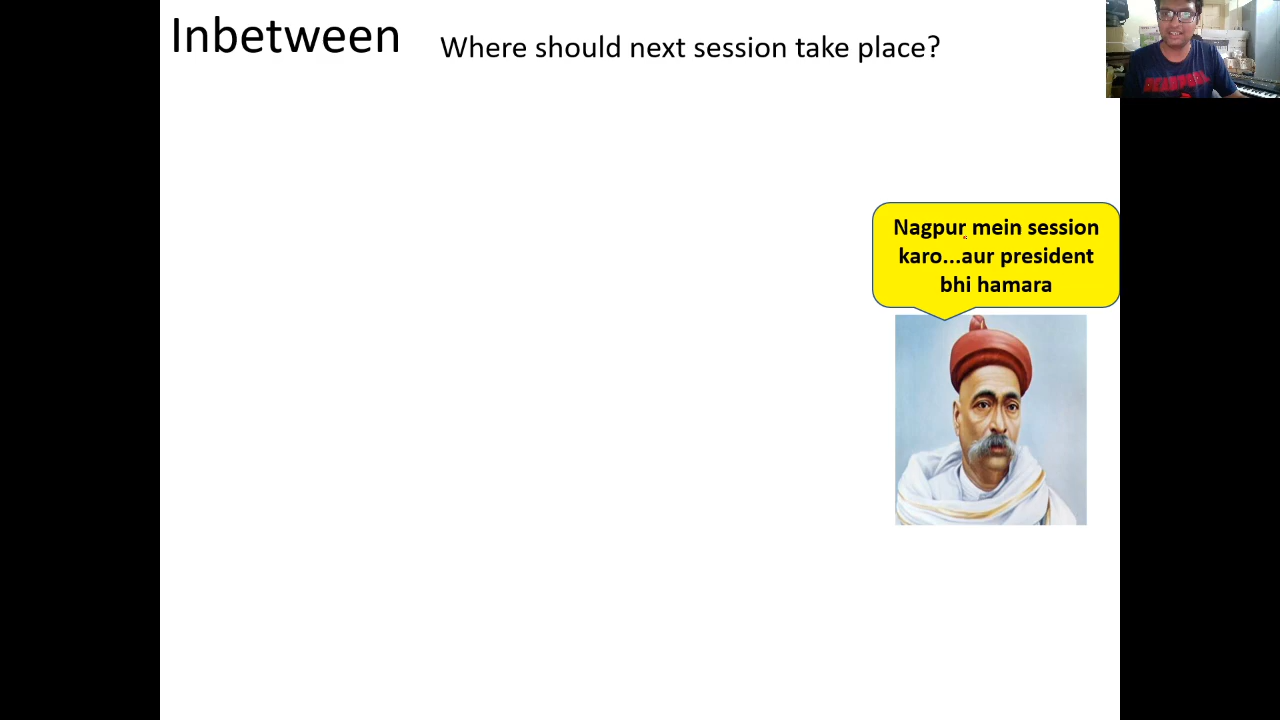 Inbetween
Where should next session take place?
Nagpur mein session
karo...aur president
bhi hamara